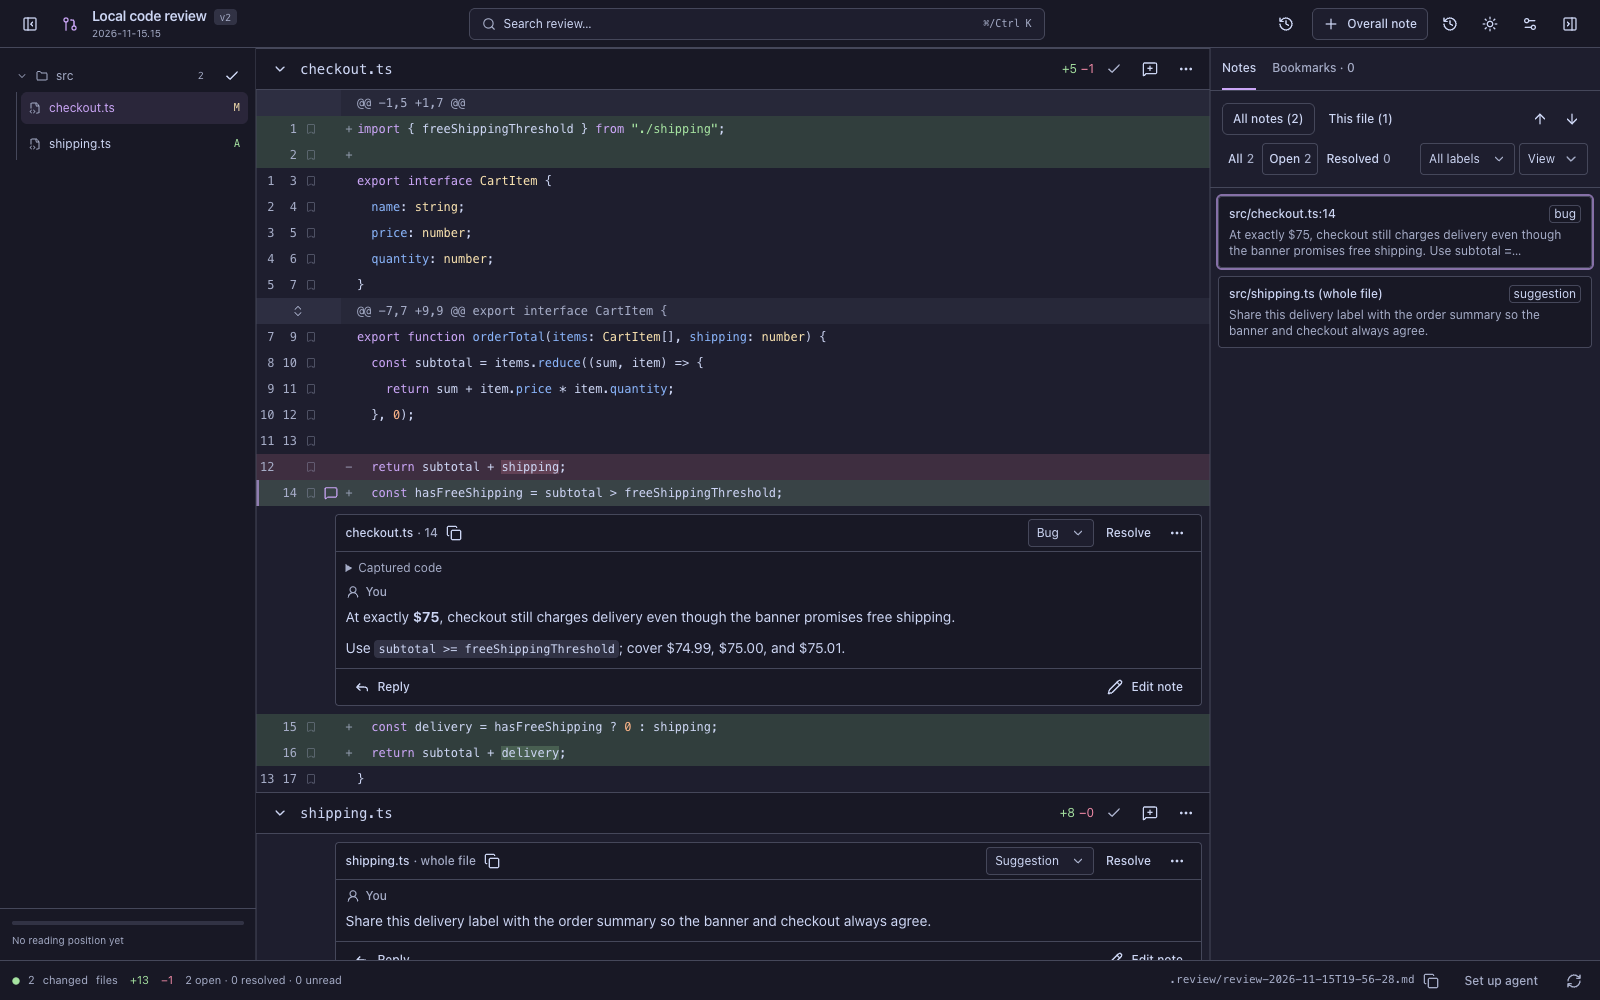 Local code review v2
2026-11-15.15
Search review... ⌘/Ctrl K
Overall note
src 2
checkout.ts M
shipping.ts A
No reading position yet
checkout.ts +5 −1
@@ −1,5 +1,7 @@
1 + import { freeShippingThreshold } from "./shipping";
2 +
1 3 export interface CartItem {
2 4 name: string;
3 5 price: number;
4 6 quantity: number;
5 7 }
@@ −7,7 +9,9 @@ export interface CartItem {
7 9 export function orderTotal(items: CartItem[], shipping: number) {
8 10 const subtotal = items.reduce((sum, item) => {
9 11 return sum + item.price * item.quantity;
10 12 }, 0);
11 13
12 − return subtotal + shipping;
14 + const hasFreeShipping = subtotal > freeShippingThreshold;
checkout.ts · 14 Bug Resolve
Captured code
You
At exactly $75, checkout still charges delivery even though the banner promises free shipping.
Use subtotal >= freeShippingThreshold; cover $74.99, $75.00, and $75.01.
Reply Edit note
15 + const delivery = hasFreeShipping ? 0 : shipping;
16 + return subtotal + delivery;
13 17 }
shipping.ts +8 −0
shipping.ts · whole file Suggestion Resolve
You
Share this delivery label with the order summary so the banner and checkout always agree.
Reply Edit note
Notes Bookmarks · 0
All notes (2) This file (1)
All 2 Open 2 Resolved 0 All labels View
src/checkout.ts:14 bug
At exactly $75, checkout still charges delivery even though
the banner promises free shipping. Use subtotal =...
src/shipping.ts (whole file) suggestion
Share this delivery label with the order summary so the
banner and checkout always agree.
2 changed files +13 −1 2 open · 0 resolved · 0 unread
.review/review-2026-11-15T19-56-28.md Set up agent